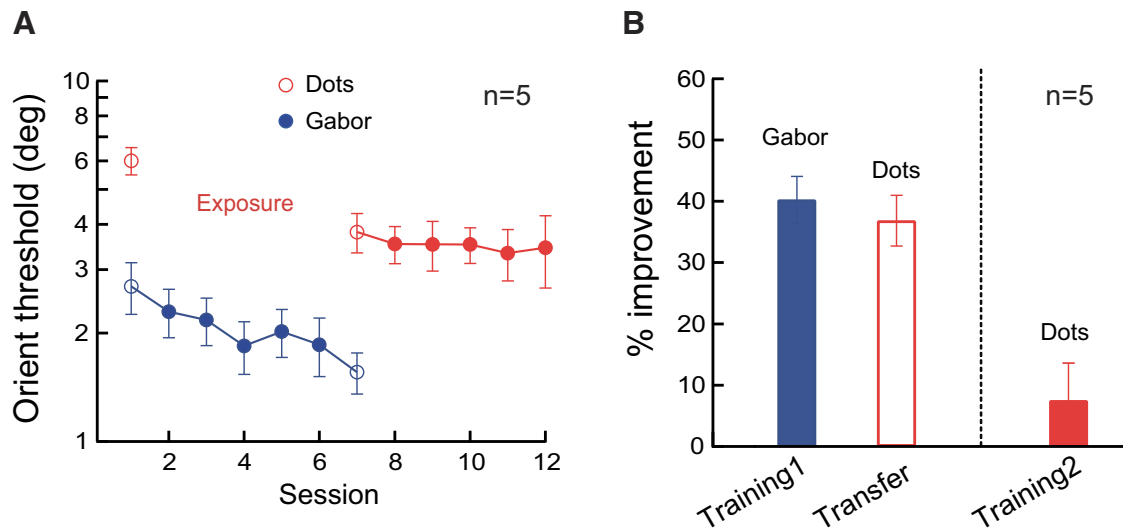 A
Orient threshold (deg)
10
8
6
4
3
2
1
Dots
Gabor
n=5
Exposure
2
4
6
8
10
12
Session
B
% improvement
60
50
40
30
20
10
0
n=5
Gabor
Dots
Dots
Training1
Transfer
Training2